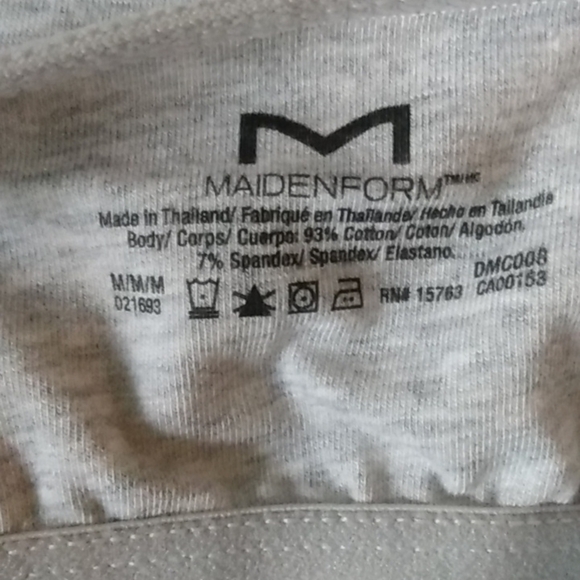 MAIDENFORM™/MC
Made in Thailand/ Fabriqué en Thaïlande/ Hecho en Tailandia
Body/ Corps/ Cuerpo: 93% Cotton/ Coton/ Algodón.
7% Spandex/ Spandex/ Elastano.
M/M/M
021693
RN# 15763
DMC008
CA00153